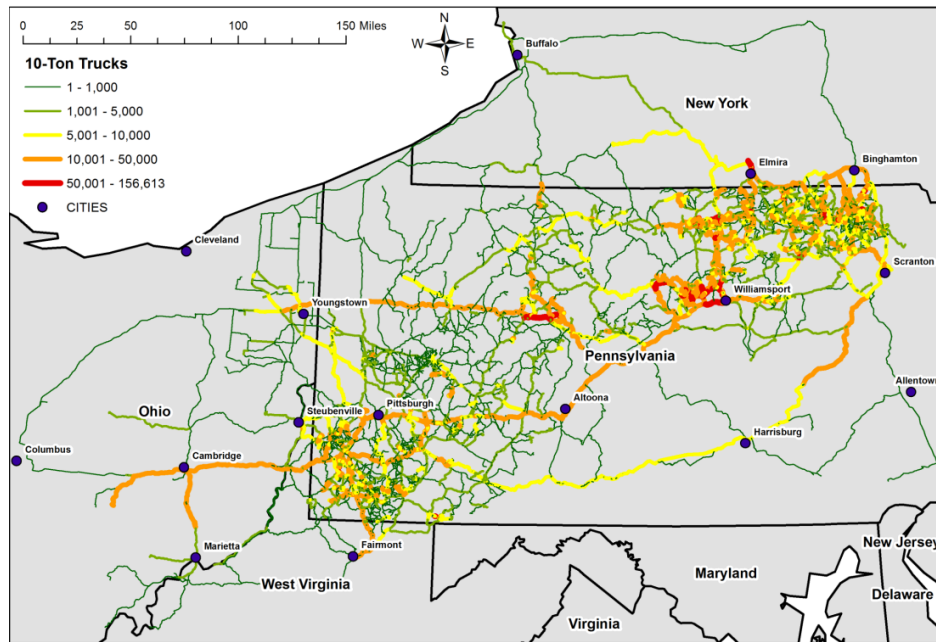 0 25 50 100 150 Miles
N
W E
S
10-Ton Trucks
1 - 1,000
1,001 - 5,000
5,001 - 10,000
10,001 - 50,000
50,001 - 156,613
CITIES
Buffalo
New York
Elmira
Binghamton
Cleveland
Scranton
Youngstown
Williamsport
Pennsylvania
Allentown
Ohio
Steubenville
Pittsburgh
Altoona
Harrisburg
Columbus
Cambridge
Marietta
Fairmont
New Jersey
West Virginia
Maryland
Delaware
Virginia